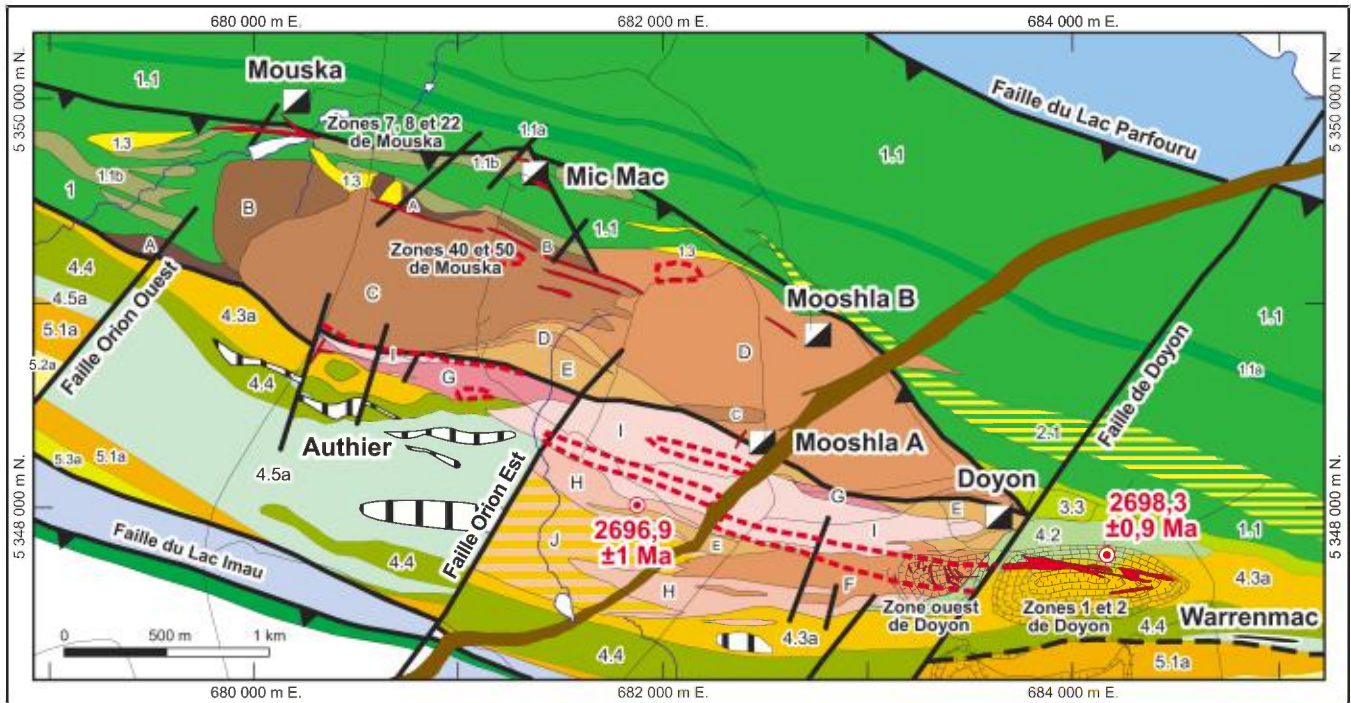 680 000 m E.
682 000 m E.
684 000 m E.
5 350 000 m N.
5 350 000 m N.
1.1
Mouska
Faille du Lac Parfouru
Zones 7, 8 et 22
de Mouska
1.1a
1.3
1.1b
1.1
1.1b
1.3
Mic Mac
1
B
A
A
B
1.1
1.3
Zones 40 et 50
de Mouska
4.4
4.5a
4.3a
C
Mooshla B
1.1
5.1a
Faille Orion Ouest
D
D
Faille de Doyon
5.2a
I
G
E
1.1a
4.4
C
Authier
I
Mooshla A
2.1
5.3a
5.1a
4.5a
Faille Orion Est
H
G
Doyon
E
3.3
2698,3
±0,9 Ma
2696,9
±1 Ma
I
4.2
1.1
5 348 000 m N.
5 348 000 m N.
Faille du Lac Imau
4.4
J
E
4.3a
H
F
Zone ouest
de Doyon
Zones 1 et 2
de Doyon
4.4
Warrenmac
0
500 m
1 km
4.3a
4.4
5.1a
680 000 m E.
682 000 m E.
684 000 m E.